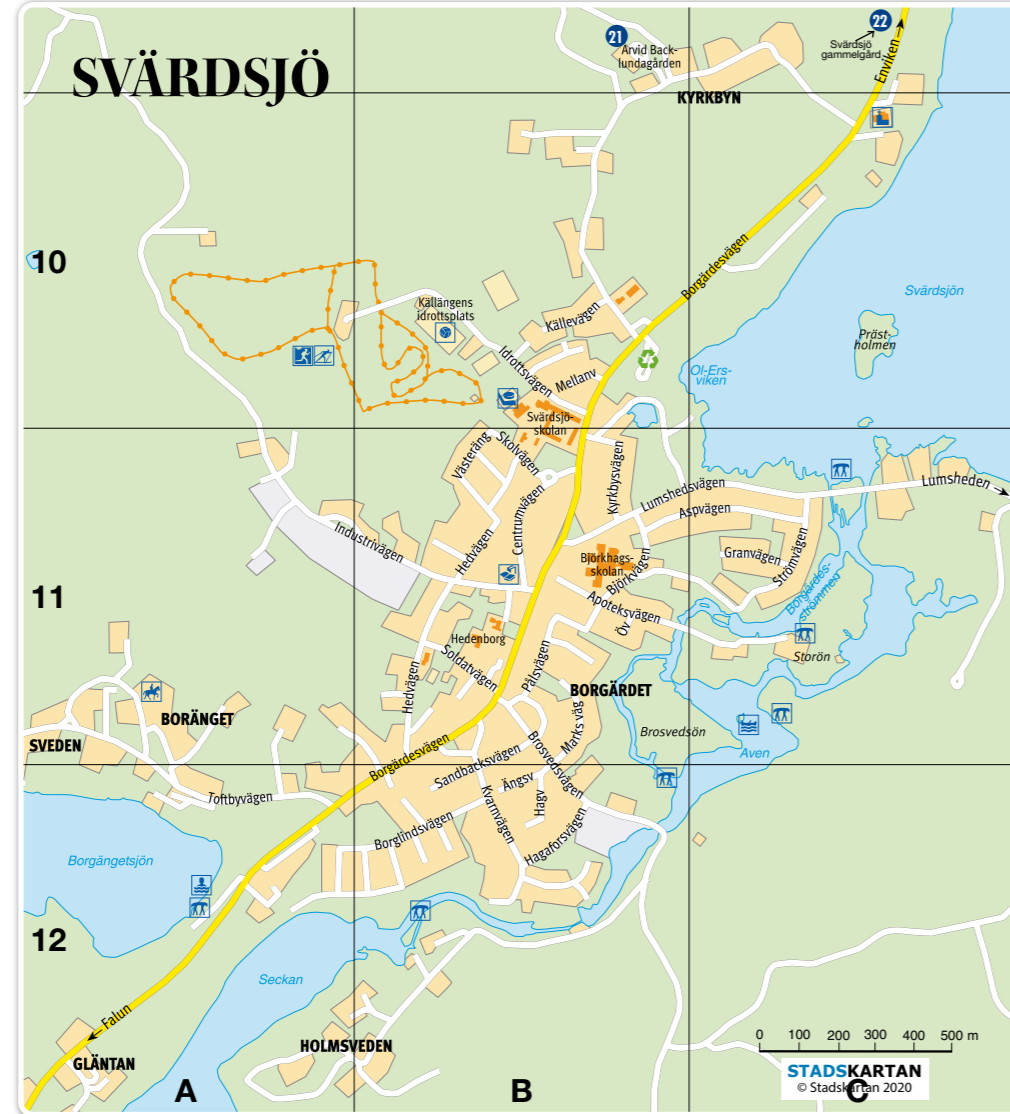 SVÄRDSJÖ
21
Arvid Back-
lundagården
22
Svärdsjö
gammelgård
Enviken
KYRKBYN
10
Borgärdesvägen
Svärdsjön
Präst-
holmen
Källängens
idrottsplats
Källevägen
Idrottsvägen
Mellanv
Ol-Ers-
viken
Svärdsjö-
skolan
Västeräng
Skolvägen
Kyrkbysvägen
Lumshedsvägen
Lumsheden
Centrumvägen
Aspvägen
Industrivägen
Hedvägen
Granvägen
Strömvägen
Björkhags-
skolan
Björkvägen
Borgärdes-
strömmen
11
Apoteksvägen
Öv
Hedenborg
Soldatvägen
Storön
Pålsvägen
Hedvägen
BORGÄRDET
BORÄNGET
Marks väg
Brosvedsön
SVEDEN
Borgärdesvägen
Brosvedsvägen
Aven
Sandbacksvägen
Toftbyvägen
Ängsv
Hagv
Kvarnvägen
Borglindsvägen
Hagaforsvägen
Borgängetsjön
12
Seckan
Falun
HOLMSVEDEN
GLÄNTAN
0 100 200 300 400 500 m
STADSKARTAN
© Stadskartan 2020
A
B
C